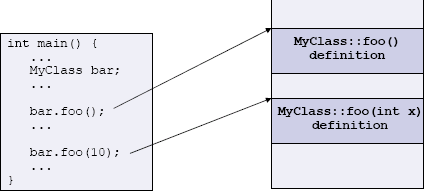 int main() {
...
MyClass bar;
...
bar.foo();
...
bar.foo(10);
...
}
MyClass::foo()
definition
MyClass::foo(int x)
definition